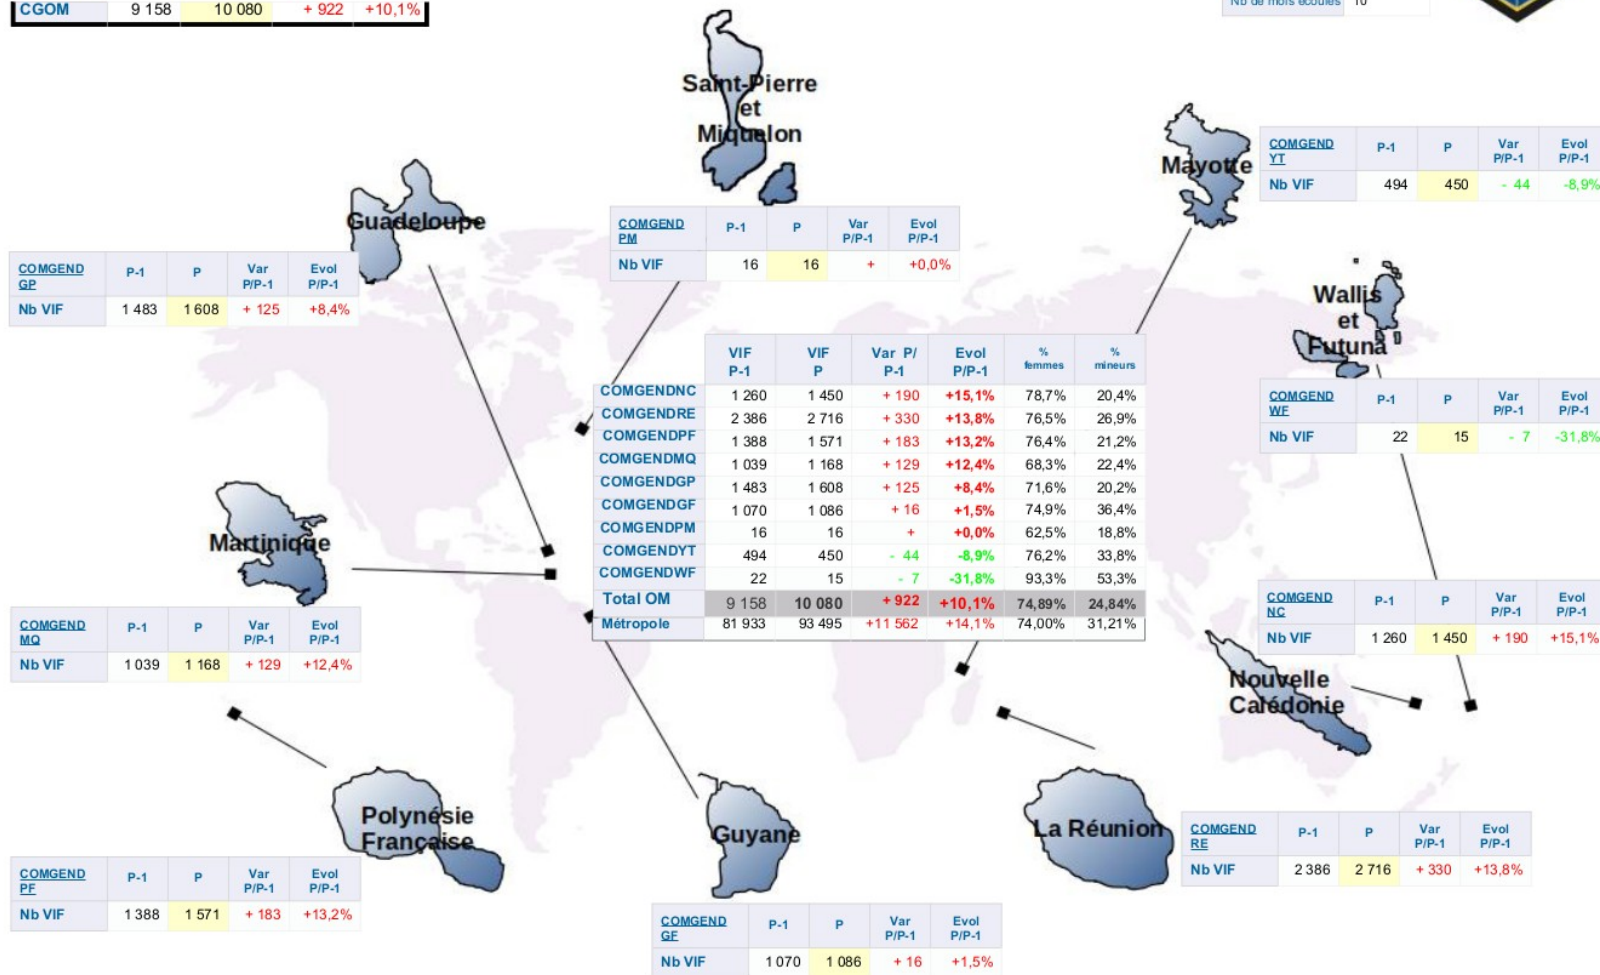 CGOM 9 158 10 080 + 922 +10,1%
Nb de mois écoulés 10
Saint-Pierre
et
Miquelon
Mayotte
COMGEND YT P-1 P Var P/P-1 Evol P/P-1
Nb VIF 494 450 - 44 -8,9%
Guadeloupe
COMGEND PM P-1 P Var P/P-1 Evol P/P-1
Nb VIF 16 16 + +0,0%
COMGEND GP P-1 P Var P/P-1 Evol P/P-1
Nb VIF 1 483 1 608 + 125 +8,4%
Wallis
et
Futuna
COMGEND WF P-1 P Var P/P-1 Evol P/P-1
Nb VIF 22 15 - 7 -31,8%
VIF P-1 VIF P Var P/ P-1 Evol P/P-1 % femmes % mineurs
COMGENDNC 1 260 1 450 + 190 +15,1% 78,7% 20,4%
COMGENDRE 2 386 2 716 + 330 +13,8% 76,5% 26,9%
COMGENDPF 1 388 1 571 + 183 +13,2% 76,4% 21,2%
COMGENDMQ 1 039 1 168 + 129 +12,4% 68,3% 22,4%
COMGENDGP 1 483 1 608 + 125 +8,4% 71,6% 20,2%
COMGENDGF 1 070 1 086 + 16 +1,5% 74,9% 36,4%
COMGENDPM 16 16 + +0,0% 62,5% 18,8%
COMGENDYT 494 450 - 44 -8,9% 76,2% 33,8%
COMGENDWF 22 15 - 7 -31,8% 93,3% 53,3%
Total OM 9 158 10 080 + 922 +10,1% 74,89% 24,84%
Métropole 81 933 93 495 +11 562 +14,1% 74,00% 31,21%
Martinique
COMGEND MQ P-1 P Var P/P-1 Evol P/P-1
Nb VIF 1 039 1 168 + 129 +12,4%
COMGEND NC P-1 P Var P/P-1 Evol P/P-1
Nb VIF 1 260 1 450 + 190 +15,1%
Nouvelle
Calédonie
Polynésie
Française
Guyane
La Réunion
COMGEND RE P-1 P Var P/P-1 Evol P/P-1
Nb VIF 2 386 2 716 + 330 +13,8%
COMGEND PF P-1 P Var P/P-1 Evol P/P-1
Nb VIF 1 388 1 571 + 183 +13,2%
COMGEND GF P-1 P Var P/P-1 Evol P/P-1
Nb VIF 1 070 1 086 + 16 +1,5%